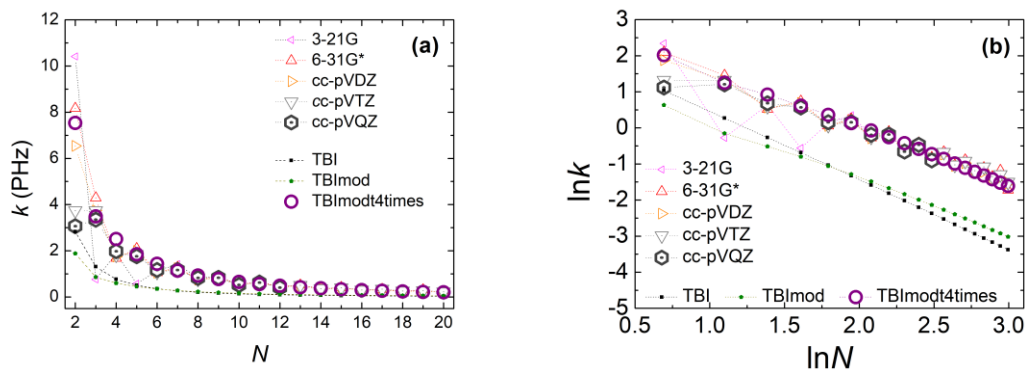 12
10
8
6
4
2
0
k (PHz)
(a)
3-21G
6-31G*
cc-pVDZ
cc-pVTZ
cc-pVQZ
TBI
TBImod
TBImodt4times
2 4 6 8 10 12 14 16 18 20
N
3
2
1
0
-1
-2
-3
-4
-5
lnk
(b)
3-21G
6-31G*
cc-pVDZ
cc-pVTZ
cc-pVQZ
TBI TBImod TBImodt4times
0.5 1.0 1.5 2.0 2.5 3.0
lnN